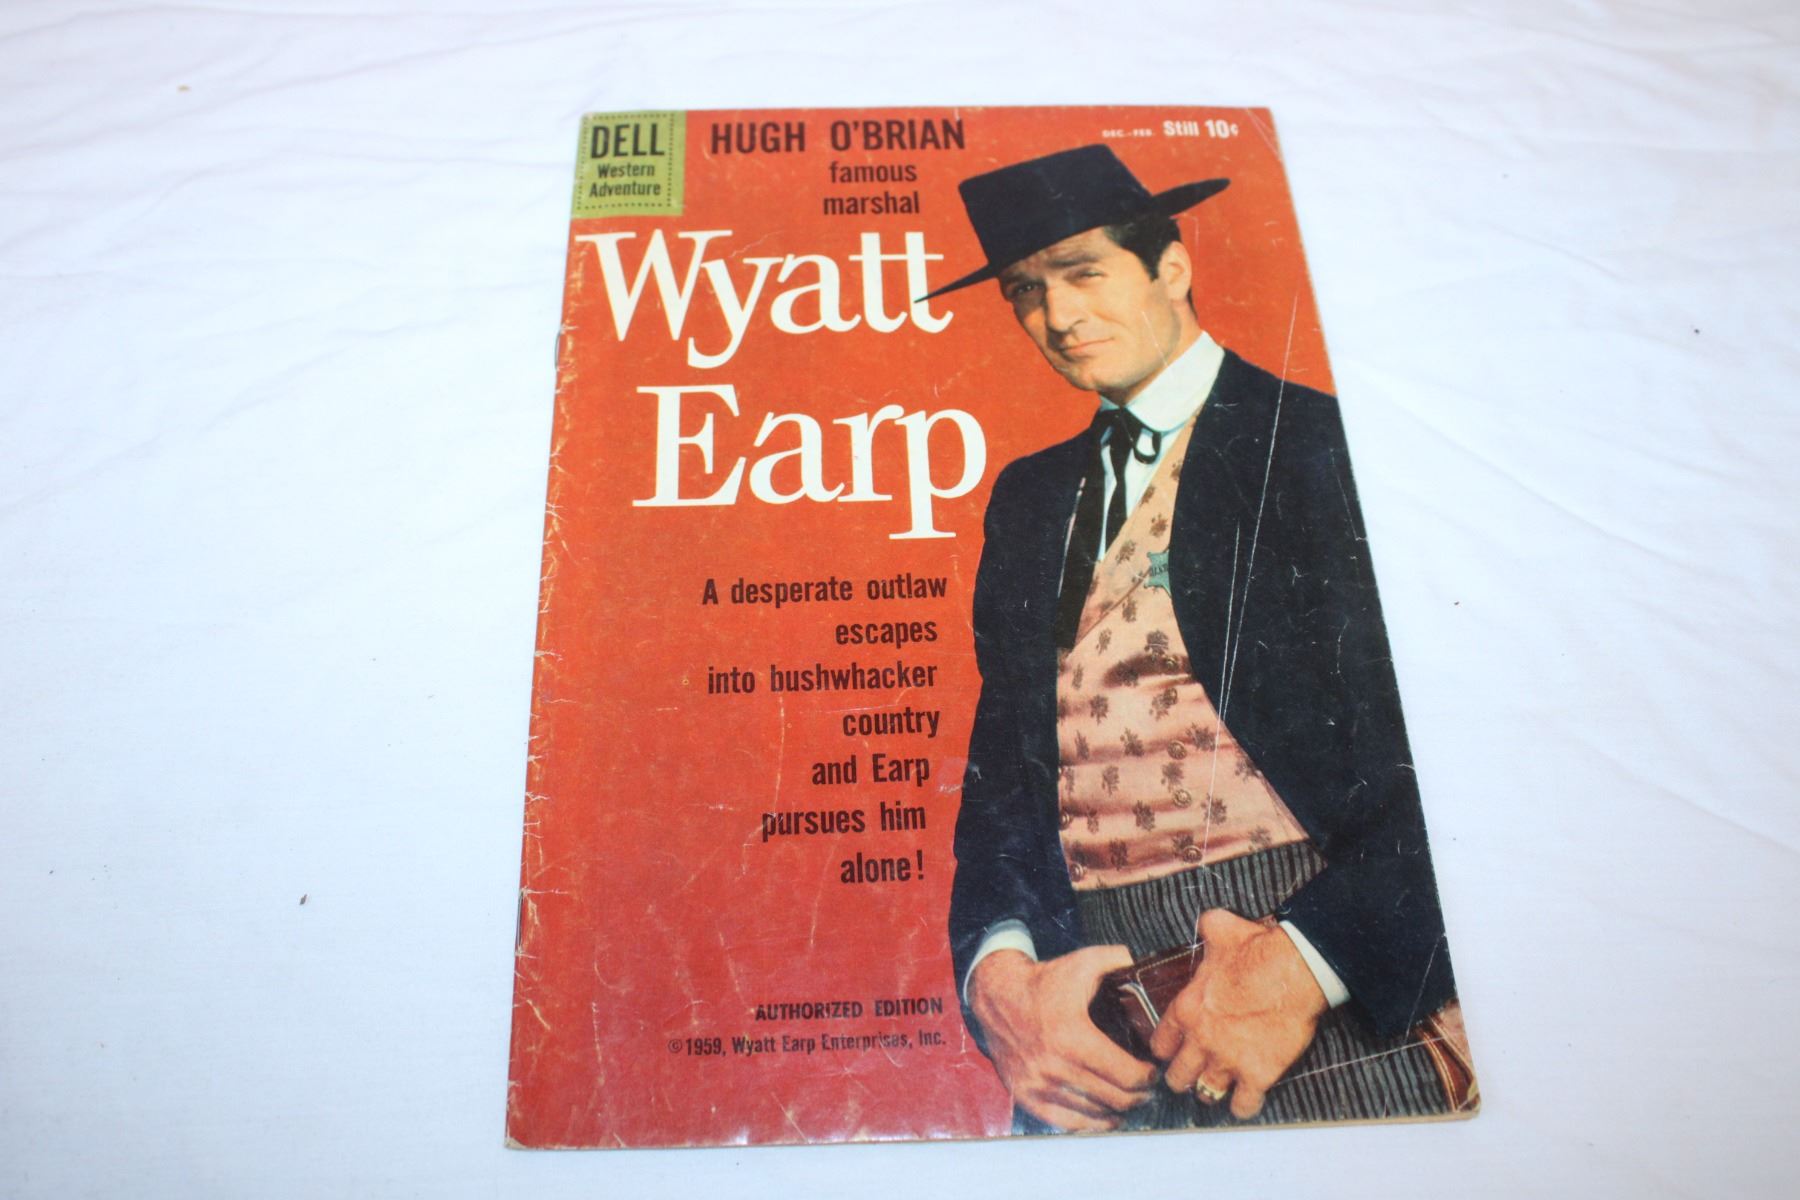 DELL
Western
Adventure
HUGH O'BRIAN
famous
marshal
DEC.-FEB. Still 10¢
Wyatt
Earp
A desperate outlaw
escapes
into bushwhacker
country
and Earp
pursues him
alone!
AUTHORIZED EDITION
©1959, Wyatt Earp Enterprises, Inc.